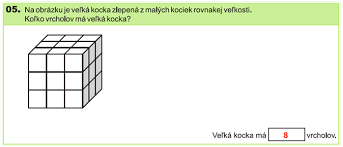 05. Na obrázku je veľká kocka zlepená z malých kociek rovnakej veľkosti.
Koľko vrcholov má veľká kocka?
Veľká kocka má 8 vrcholov.